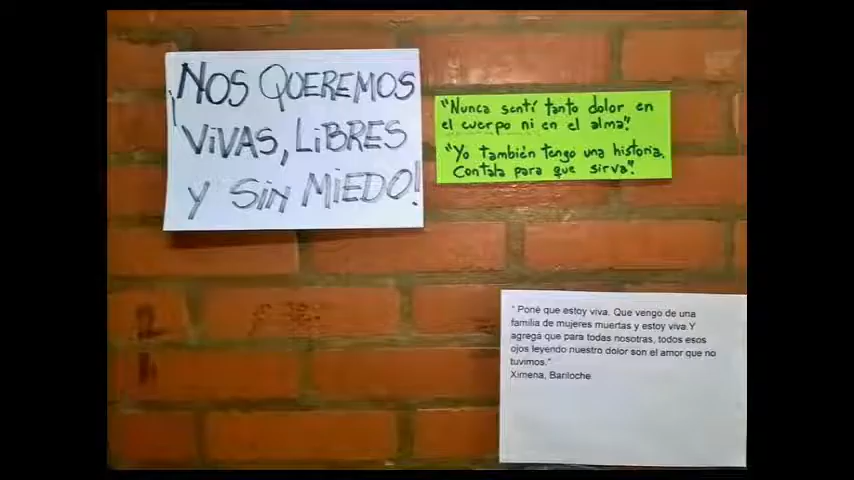 ¡NOS QUEREMOS
ViVAS, LiBRES
Y SiN MiEDO!
"Nunca sentí tanto dolor en
el cuerpo ni en el alma".
"Yo también tengo una historia.
Contala para que sirva".
" Poné que estoy viva. Que vengo de una
familia de mujeres muertas y estoy viva.Y
agregá que para todas nosotras, todos esos
ojos leyendo nuestro dolor son el amor que no
tuvimos."
Ximena, Bariloche